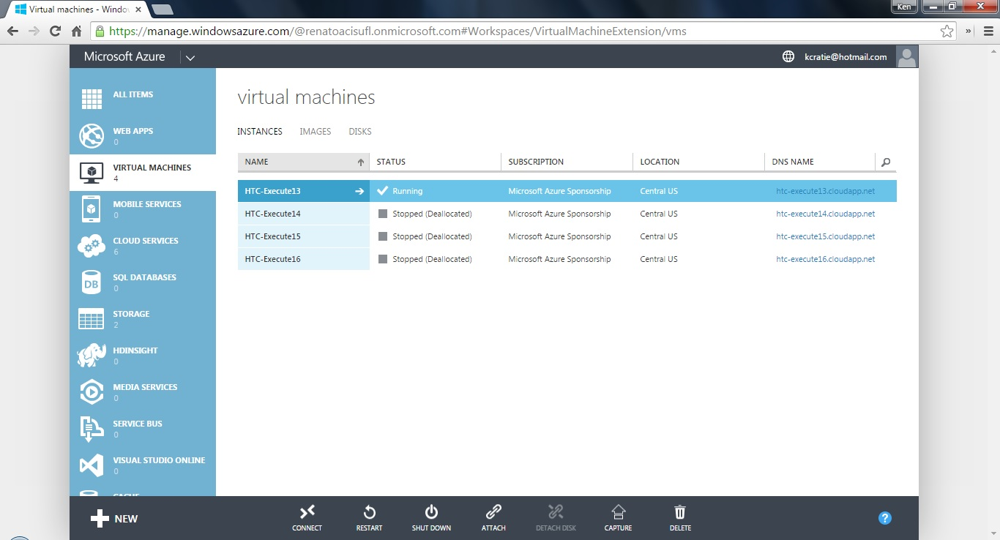 Virtual machines - Window
Ken
https://manage.windowsazure.com/@renatoacisufl.onmicrosoft.com#Workspaces/VirtualMachineExtension/vms
Microsoft Azure
kcratie@hotmail.com
ALL ITEMS
WEB APPS
0
VIRTUAL MACHINES
4
MOBILE SERVICES
0
CLOUD SERVICES
6
SQL DATABASES
0
DB
STORAGE
2
HDINSIGHT
0
MEDIA SERVICES
0
SERVICE BUS
0
VISUAL STUDIO ONLINE
0
CACHE
virtual machines
INSTANCES IMAGES DISKS
NAME STATUS SUBSCRIPTION LOCATION DNS NAME
HTC-Execute13 Running Microsoft Azure Sponsorship Central US htc-execute13.cloudapp.net
HTC-Execute14 Stopped (Deallocated) Microsoft Azure Sponsorship Central US htc-execute14.cloudapp.net
HTC-Execute15 Stopped (Deallocated) Microsoft Azure Sponsorship Central US htc-execute15.cloudapp.net
HTC-Execute16 Stopped (Deallocated) Microsoft Azure Sponsorship Central US htc-execute16.cloudapp.net
NEW
CONNECT RESTART SHUT DOWN ATTACH DETACH DISK CAPTURE DELETE
?